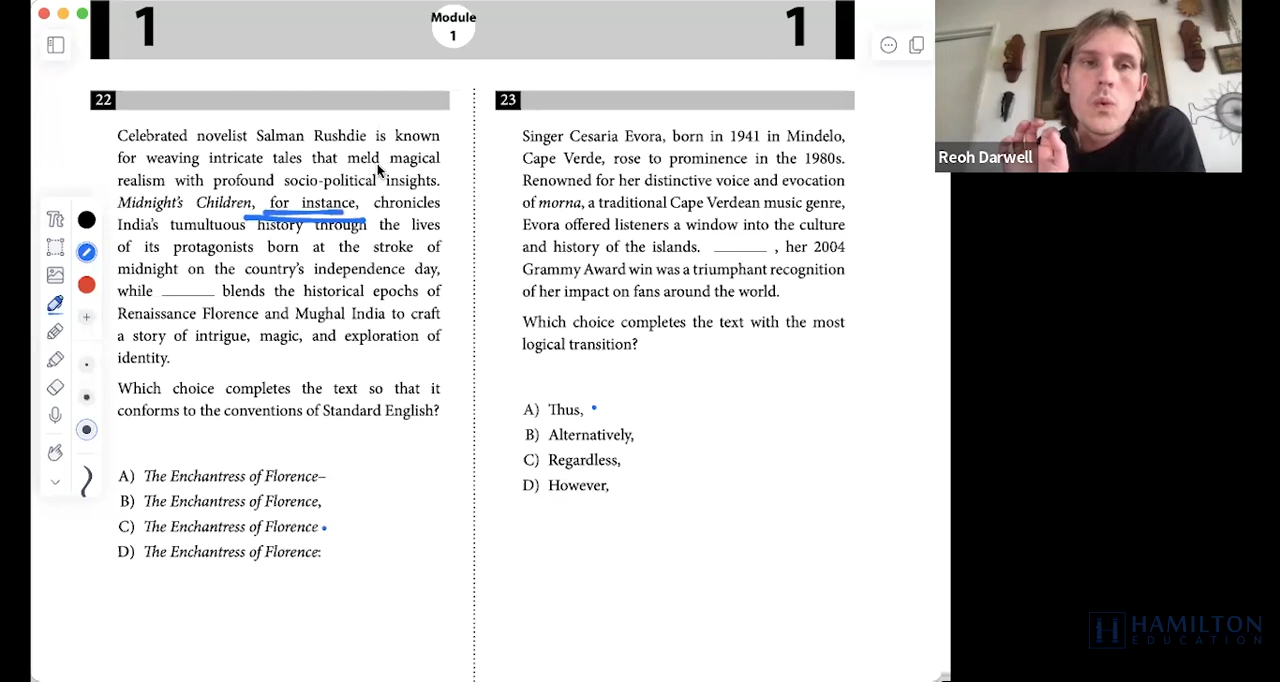 1
Module
1
1
22
Celebrated novelist Salman Rushdie is known
for weaving intricate tales that meld magical
realism with profound socio-political insights.
Midnight's Children, for instance, chronicles
India's tumultuous history through the lives
of its protagonists born at the stroke of
midnight on the country's independence day,
while ______ blends the historical epochs of
Renaissance Florence and Mughal India to craft
a story of intrigue, magic, and exploration of
identity.
Which choice completes the text so that it
conforms to the conventions of Standard English?
A) The Enchantress of Florence–
B) The Enchantress of Florence,
C) The Enchantress of Florence
D) The Enchantress of Florence:
23
Singer Cesaria Evora, born in 1941 in Mindelo,
Cape Verde, rose to prominence in the 1980s.
Renowned for her distinctive voice and evocation
of morna, a traditional Cape Verdean music genre,
Evora offered listeners a window into the culture
and history of the islands. ______ , her 2004
Grammy Award win was a triumphant recognition
of her impact on fans around the world.
Which choice completes the text with the most
logical transition?
A) Thus,
B) Alternatively,
C) Regardless,
D) However,
Tt
Reoh Darwell
HAMILTON
EDUCATION